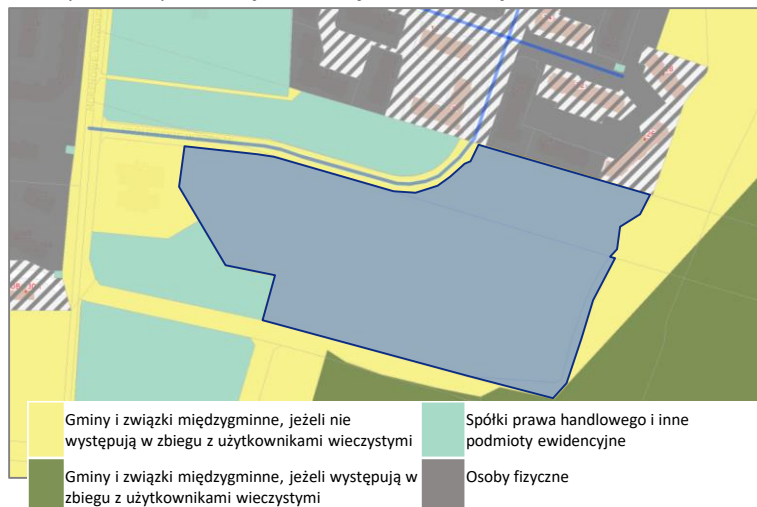 Gminy i związki międzygminne, jeżeli nie
występują w zbiegu z użytkownikami wieczystymi
Spółki prawa handlowego i inne
podmioty ewidencyjne
Gminy i związki międzygminne, jeżeli występują w
zbiegu z użytkownikami wieczystymi
Osoby fizyczne